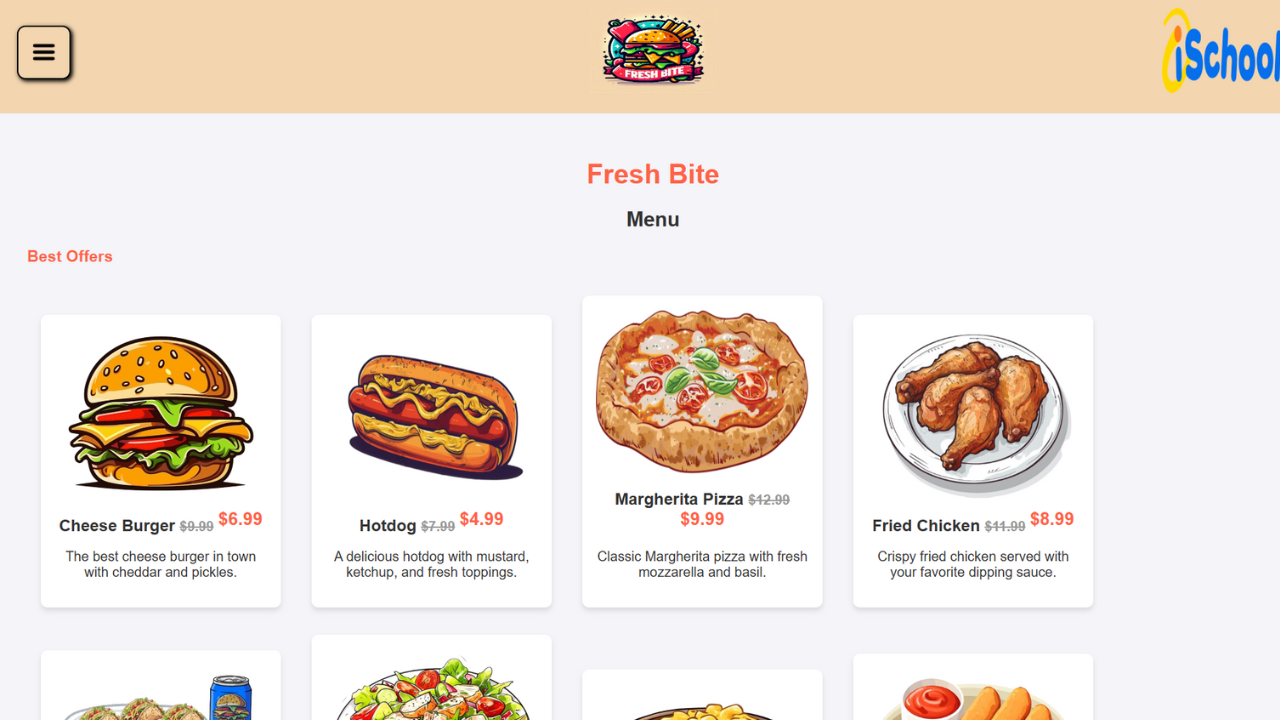 FRESH BITE
iSchool
Fresh Bite
Menu
Best Offers
Cheese Burger $9.99 $6.99
The best cheese burger in town
with cheddar and pickles.
Hotdog $7.99 $4.99
A delicious hotdog with mustard,
ketchup, and fresh toppings.
Margherita Pizza $12.99
$9.99
Classic Margherita pizza with fresh
mozzarella and basil.
Fried Chicken $11.99 $8.99
Crispy fried chicken served with
your favorite dipping sauce.